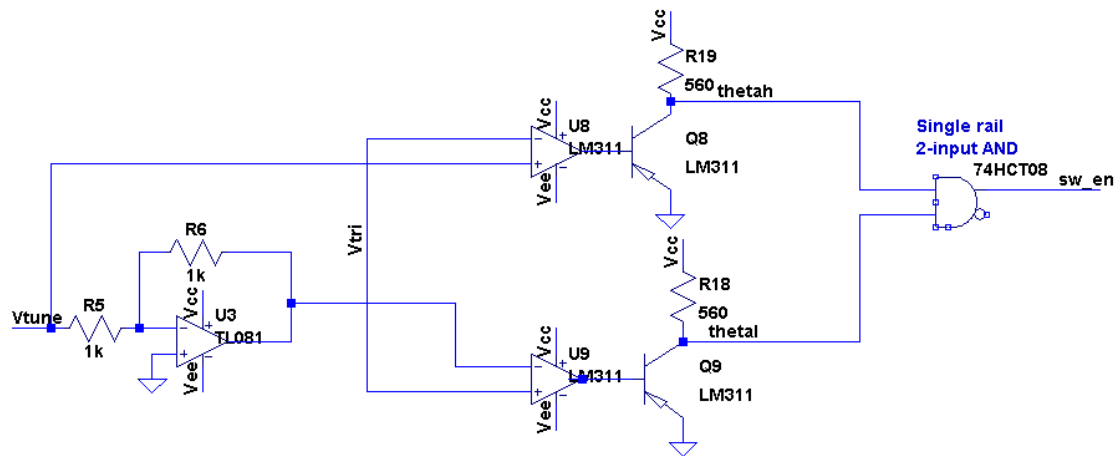 Vcc
R19
560
thetah
Vcc
U8
LM311
Q8
LM311
Vee
Single rail
2-input AND
74HCT08
sw_en
Vtri
R6
1k
Vcc
R18
560
thetal
Vtune
R5
1k
Vcc
U3
TL081
Vee
Vcc
U9
LM311
Q9
LM311
Vee